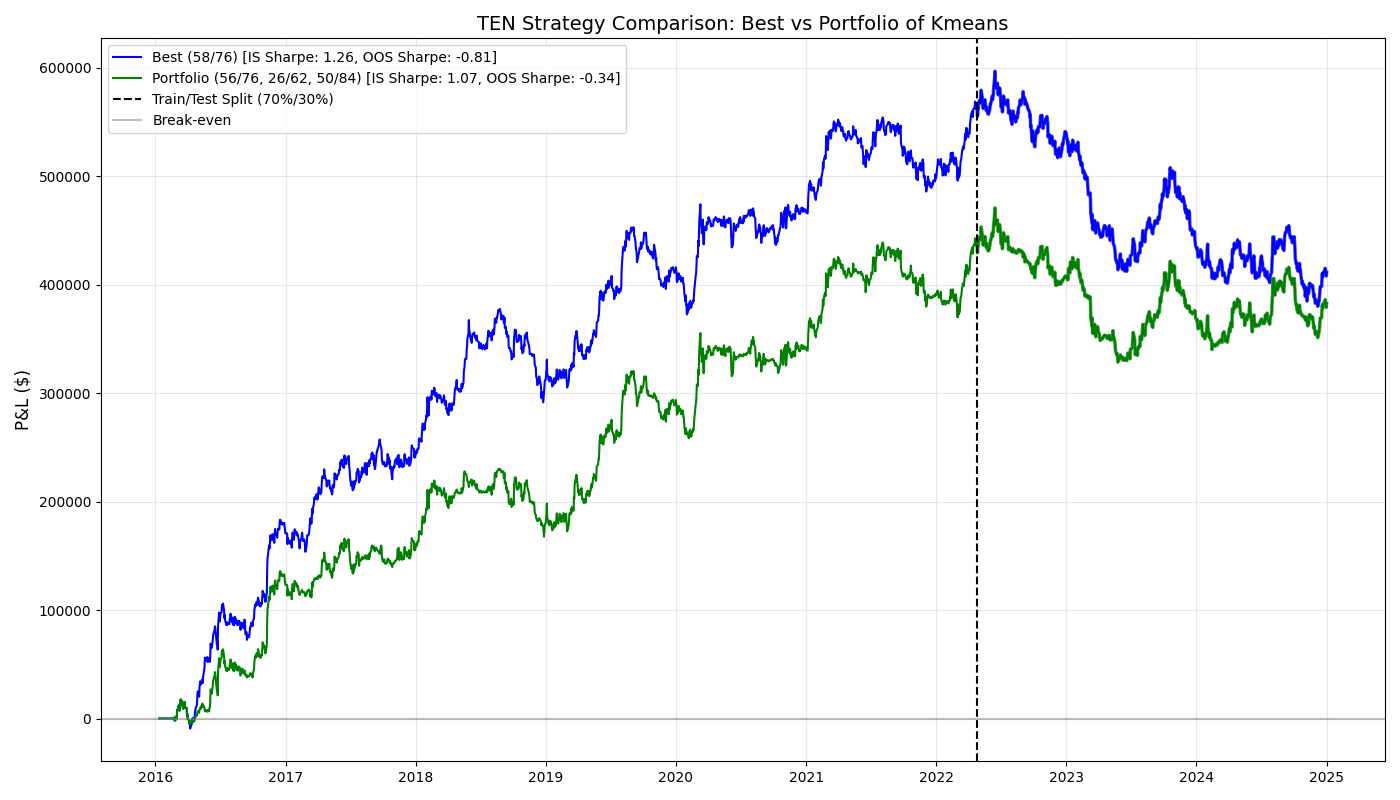 TEN Strategy Comparison: Best vs Portfolio of Kmeans
Best (58/76) [IS Sharpe: 1.26, OOS Sharpe: -0.81]
Portfolio (56/76, 26/62, 50/84) [IS Sharpe: 1.07, OOS Sharpe: -0.34]
Train/Test Split (70%/30%)
Break-even
P&L ($)
600000
500000
400000
300000
200000
100000
0
2016 2017 2018 2019 2020 2021 2022 2023 2024 2025